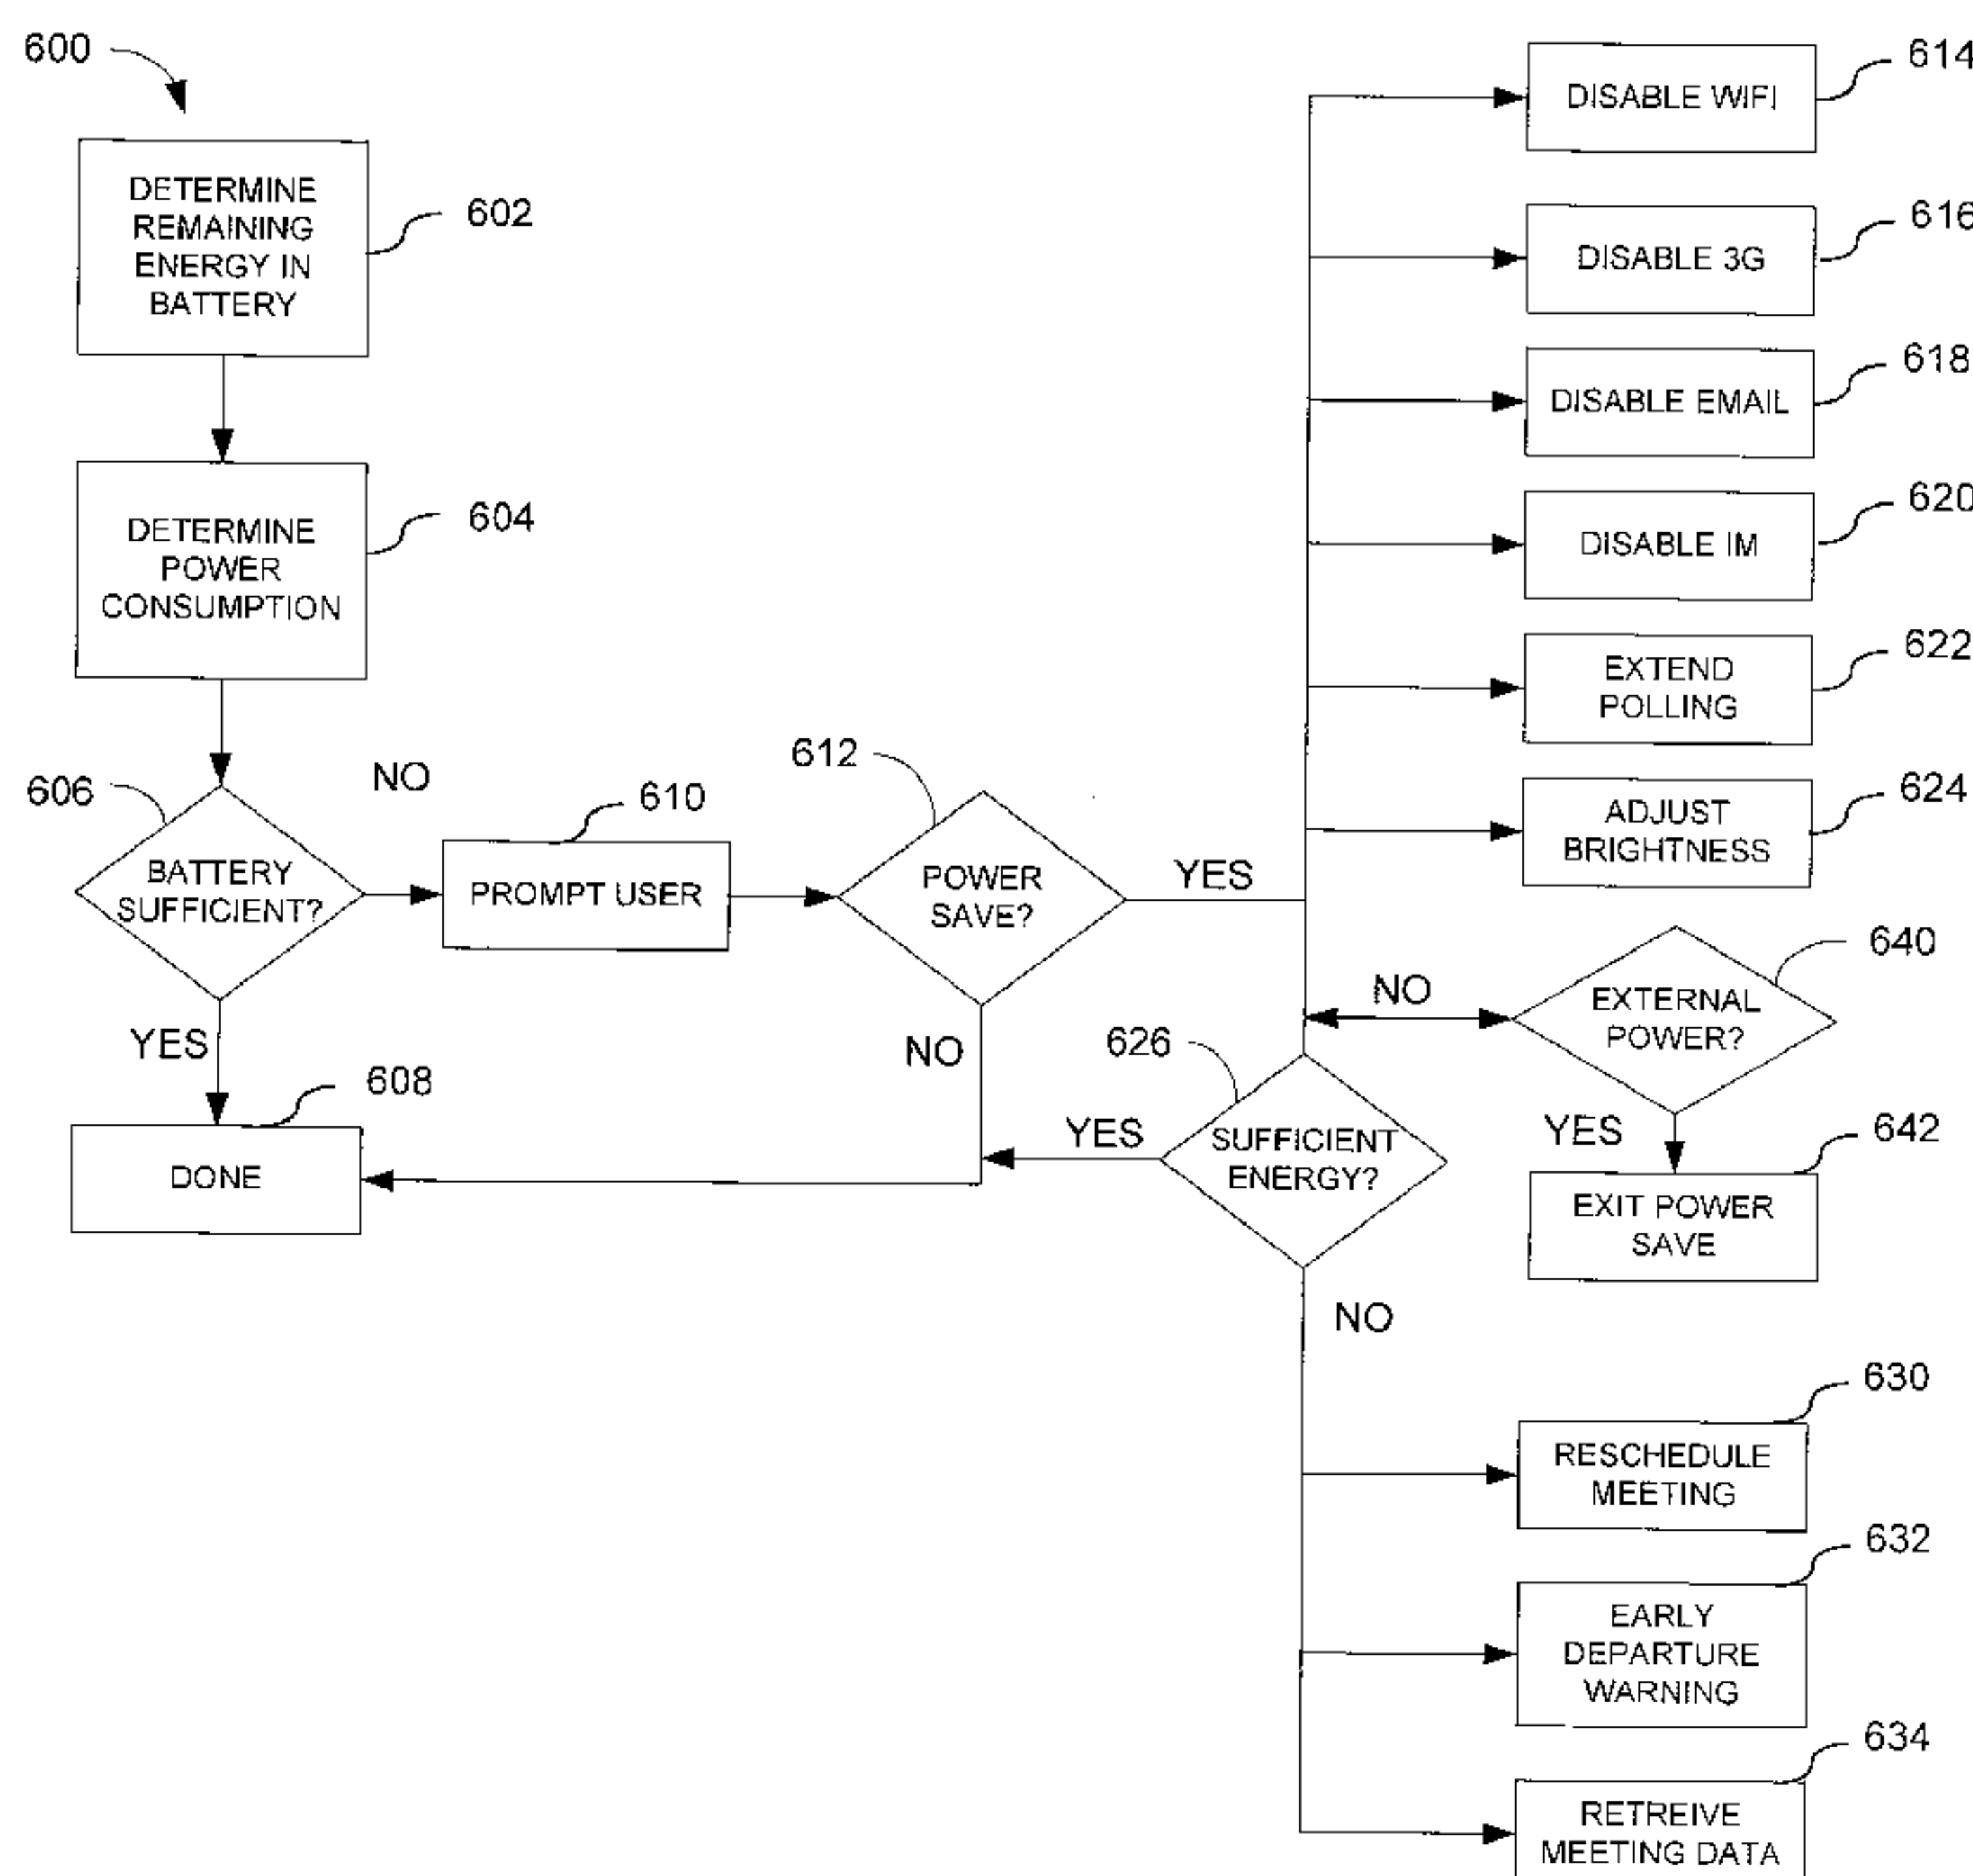 600
DETERMINE
REMAINING
ENERGY IN
BATTERY
602
DETERMINE
POWER
CONSUMPTION
604
606
BATTERY
SUFFICIENT?
NO
YES
608
DONE
610
PROMPT USER
612
POWER
SAVE?
YES
NO
614
DISABLE WIFI
616
DISABLE 3G
618
DISABLE EMAIL
620
DISABLE IM
622
EXTEND
POLLING
624
ADJUST
BRIGHTNESS
640
EXTERNAL
POWER?
NO
YES
642
EXIT POWER
SAVE
626
SUFFICIENT
ENERGY?
YES
NO
630
RESCHEDULE
MEETING
632
EARLY
DEPARTURE
WARNING
634
RETREIVE
MEETING DATA